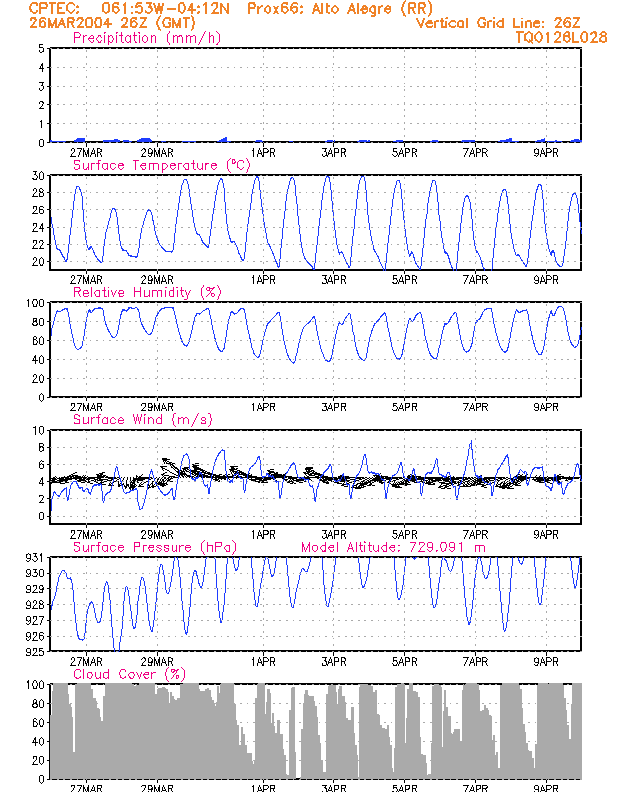 CPTEC: 061:53W-04:12N Prox66: Alto Alegre (RR)
26MAR2004 26Z (GMT) Vertical Grid Line: 26Z
Precipitation (mm/h) TQ0126L028
5
4
3
2
1
0
27MAR 29MAR 1APR 3APR 5APR 7APR 9APR
Surface Temperature (ºC)
30
28
26
24
22
20
27MAR 29MAR 1APR 3APR 5APR 7APR 9APR
Relative Humidity (%)
100
80
60
40
20
0
27MAR 29MAR 1APR 3APR 5APR 7APR 9APR
Surface Wind (m/s)
10
8
6
4
2
0
27MAR 29MAR 1APR 3APR 5APR 7APR 9APR
Surface Pressure (hPa) Model Altitude: 729.091 m
931
930
929
928
927
926
925
27MAR 29MAR 1APR 3APR 5APR 7APR 9APR
Cloud Cover (%)
100
80
60
40
20
0
27MAR 29MAR 1APR 3APR 5APR 7APR 9APR